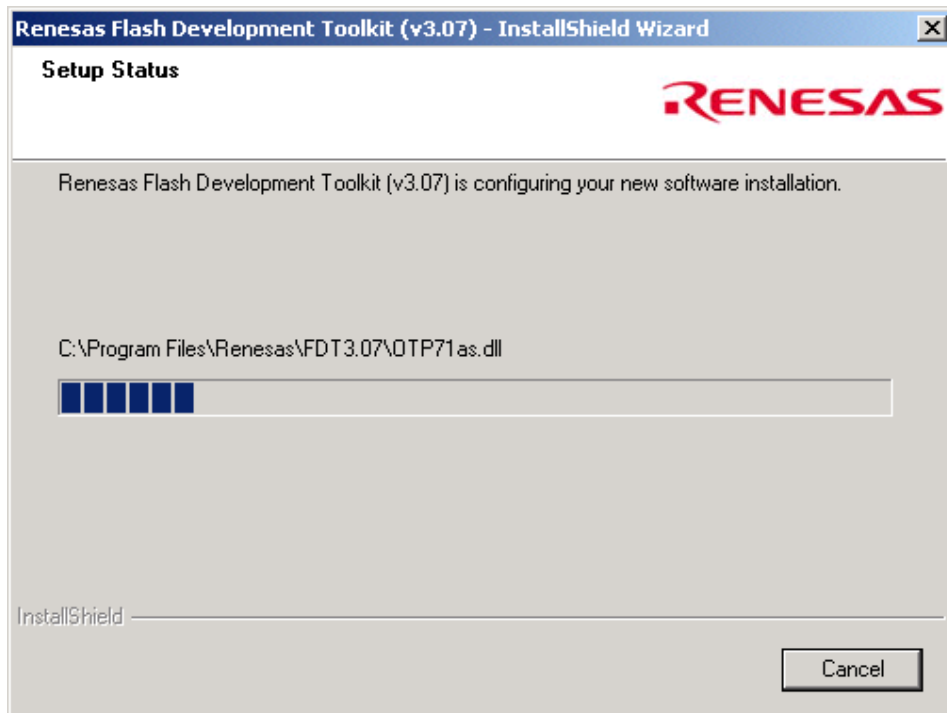 Renesas Flash Development Toolkit (v3.07) - InstallShield Wizard
Setup Status
RENESAS
Renesas Flash Development Toolkit (v3.07) is configuring your new software installation.
C:\Program Files\Renesas\FDT3.07\OTP71as.dll
InstallShield
Cancel